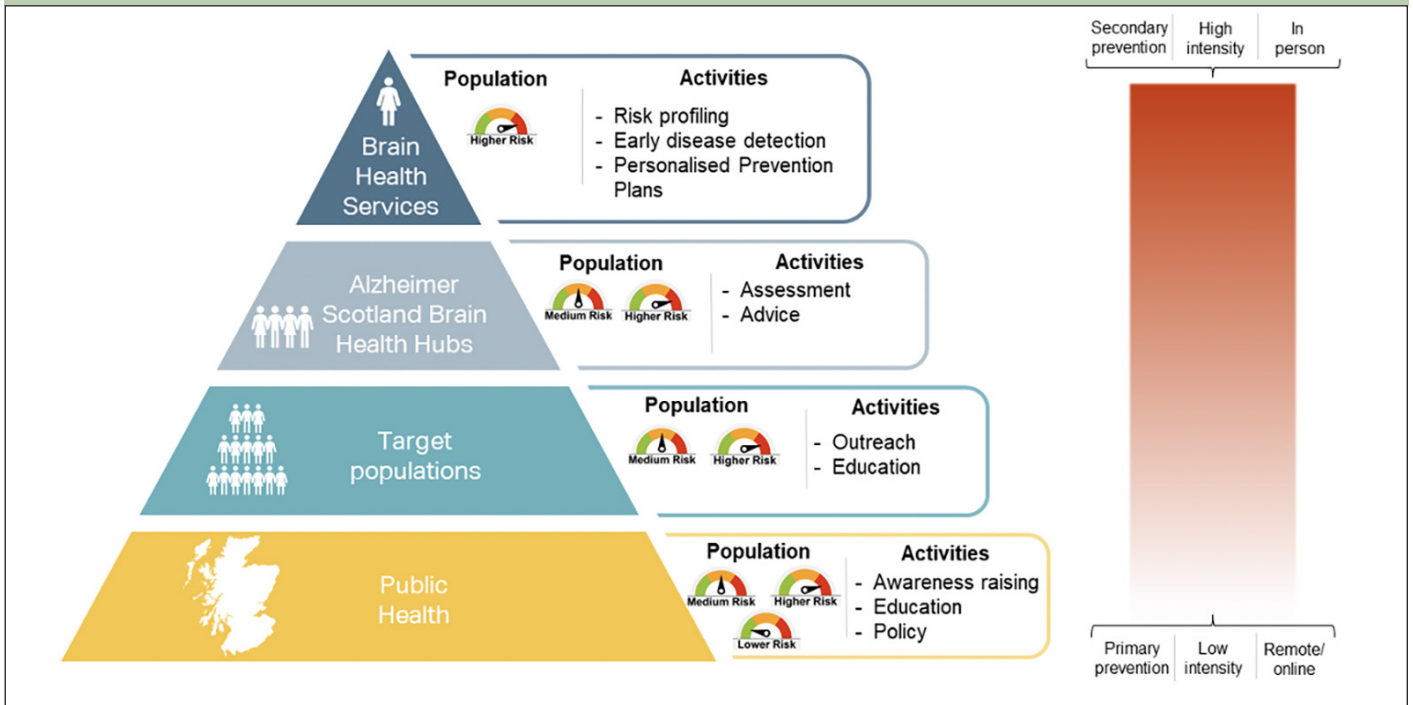 Secondary prevention
High intensity
In person
Population
Activities
Higher Risk
- Risk profiling
- Early disease detection
- Personalised Prevention
Plans
Brain
Health
Services
Population
Activities
Medium Risk
Higher Risk
- Assessment
- Advice
Alzheimer
Scotland Brain
Health Hubs
Population
Activities
Medium Risk
Higher Risk
- Outreach
- Education
Target
populations
Population
Activities
Medium Risk
Higher Risk
Lower Risk
- Awareness raising
- Education
- Policy
Public
Health
Primary
prevention
Low
intensity
Remote/
online